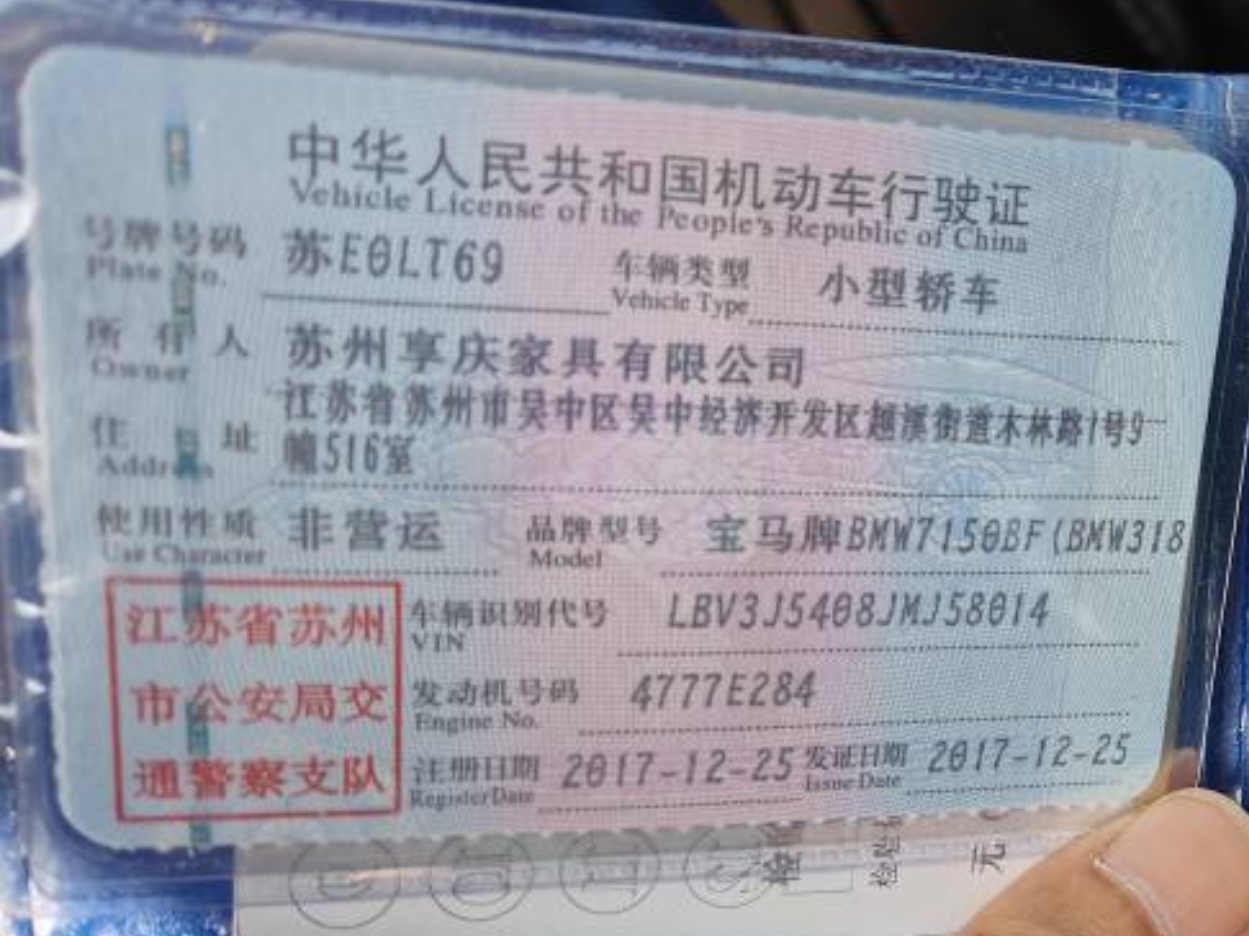 中华人民共和国机动车行驶证
Vehicle License of the People's Republic of China
号牌号码 苏E0LT69 车辆类型 小型轿车
Plate No. Vehicle Type
所有人 苏州享庆家具有限公司
Owner
住址 江苏省苏州市吴中区吴中经济开发区越溪街道木林路1号9
Address 幢516室
使用性质 非营运 品牌型号 宝马牌BMW7150BF(BMW318
Use Character Model
江苏省苏州 车辆识别代号 LBV3J5408JMJ58014
VIN
市公安局交 发动机号码 4777E284
Engine No.
通警察支队 注册日期 2017-12-25 发证日期 2017-12-25
Register Date Issue Date